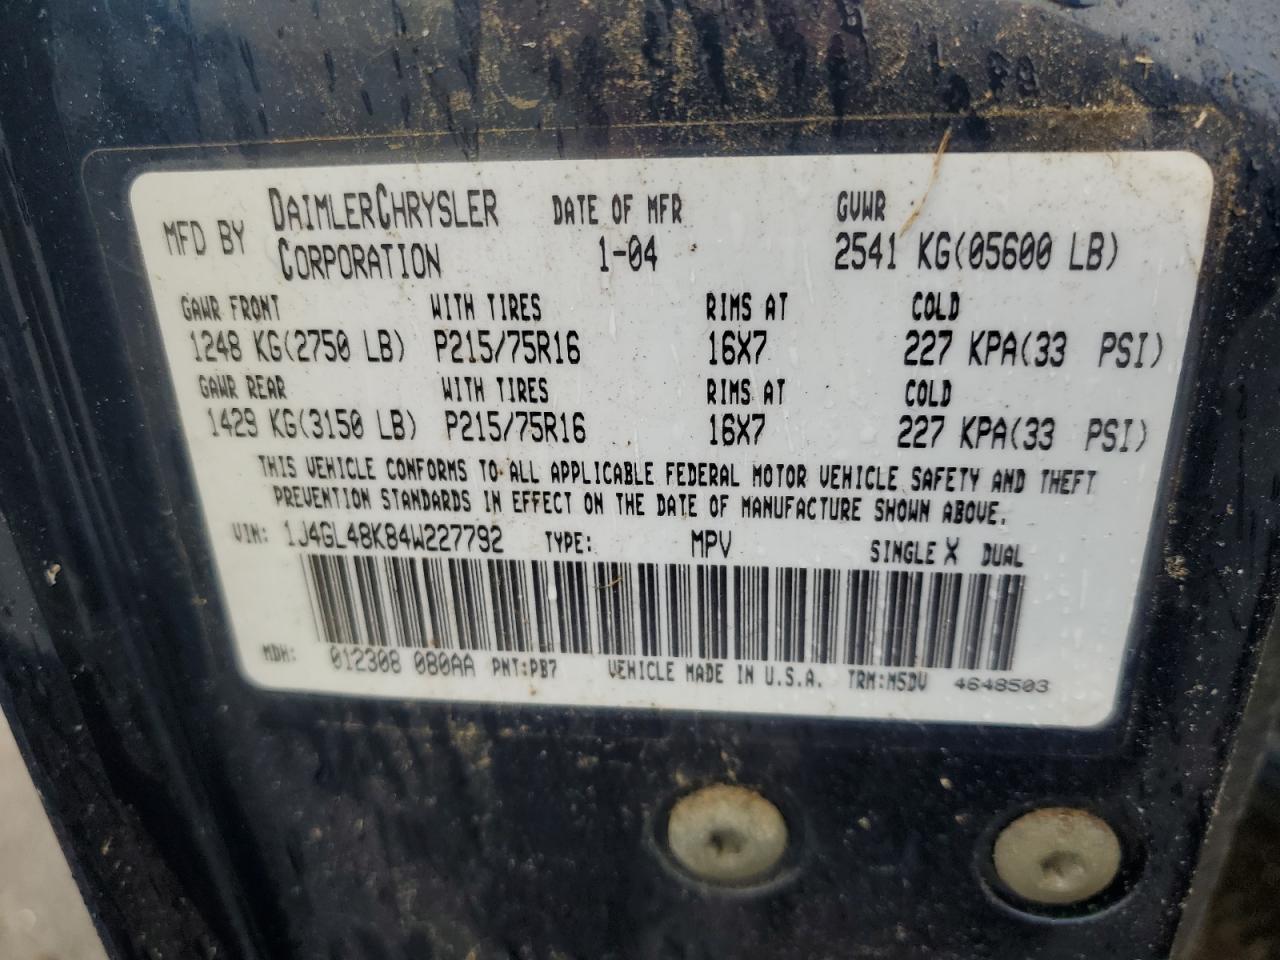 MFD BY DAIMLERCHRYSLER CORPORATION DATE OF MFR 1-04 GVWR 2541 KG(05600 LB)
GAWR FRONT WITH TIRES RIMS AT COLD
1248 KG(2750 LB) P215/75R16 16X7 227 KPA(33 PSI)
GAWR REAR WITH TIRES RIMS AT COLD
1429 KG(3150 LB) P215/75R16 16X7 227 KPA(33 PSI)
THIS VEHICLE CONFORMS TO ALL APPLICABLE FEDERAL MOTOR VEHICLE SAFETY AND THEFT
PREVENTION STANDARDS IN EFFECT ON THE DATE OF MANUFACTURE SHOWN ABOVE.
VIN: 1J4GL48K84W227792 TYPE: MPV SINGLE X DUAL
MDH: 012308 080AA PNT:PB7 VEHICLE MADE IN U.S.A. TRM:M5DV 4648503